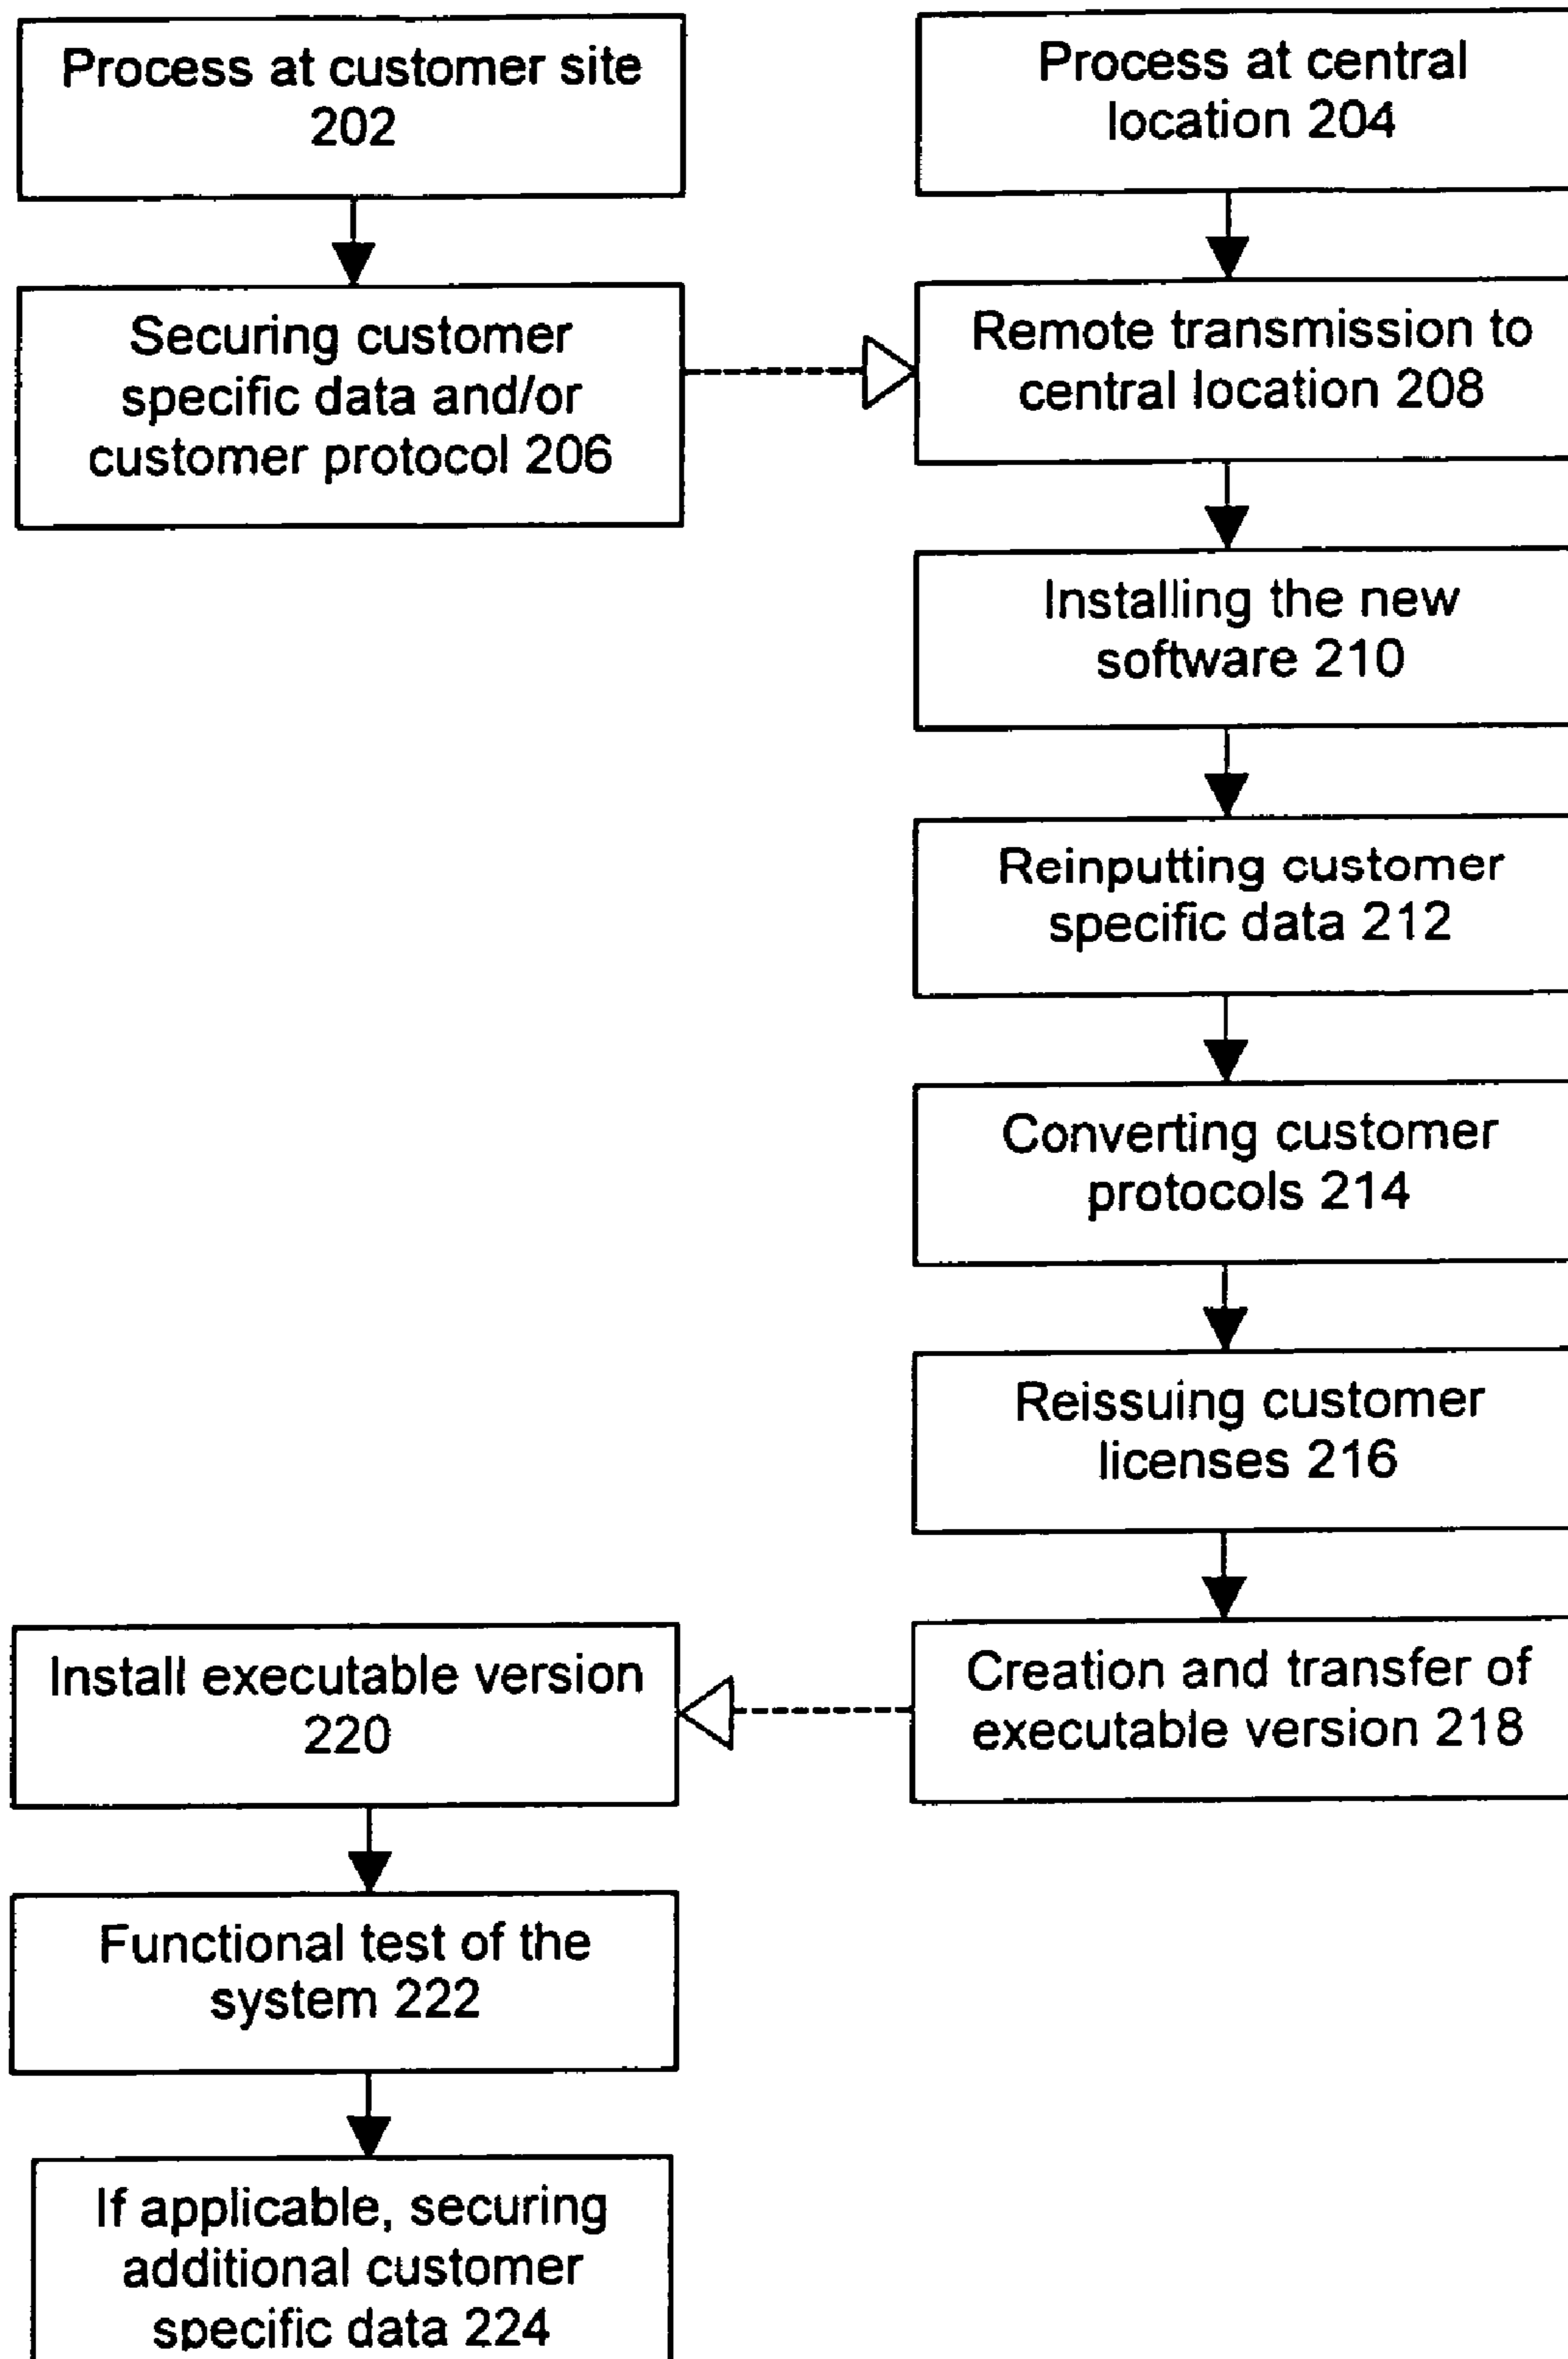 Process at customer site
202
Process at central
location 204
Securing customer
specific data and/or
customer protocol 206
Remote transmission to
central location 208
Installing the new
software 210
Reinputting customer
specific data 212
Converting customer
protocols 214
Reissuing customer
licenses 216
Creation and transfer of
executable version 218
Install executable version
220
Functional test of the
system 222
If applicable, securing
additional customer
specific data 224